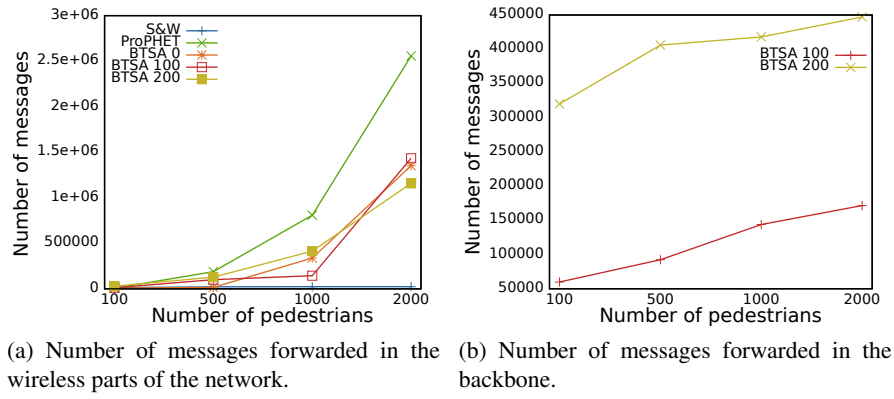 Number of messages
3e+06
2.5e+06
2e+06
1.5e+06
1e+06
500000
0
S&W
ProPHET
BTSA 0
BTSA 100
BTSA 200
100
500
1000
2000
Number of pedestrians
(a) Number of messages forwarded in the
wireless parts of the network.
Number of messages
450000
400000
350000
300000
250000
200000
150000
100000
50000
BTSA 100
BTSA 200
100
500
1000
2000
Number of pedestrians
(b) Number of messages forwarded in the
backbone.